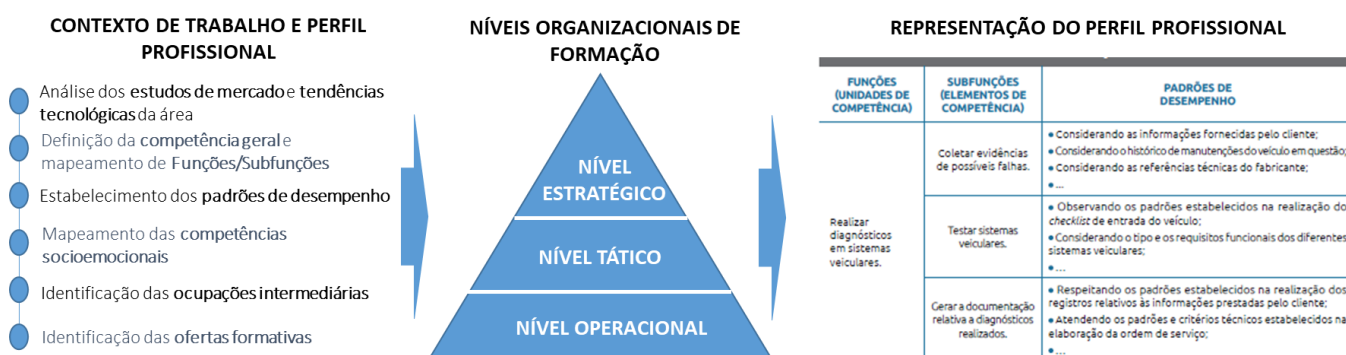 CONTEXTO DE TRABALHO E PERFIL
PROFISSIONAL
Análise dos estudos de mercado e tendências
tecnológicas da área
Definição da competência geral e
mapeamento de Funções/Subfunções
Estabelecimento dos padrões de desempenho
Mapeamento das competências
socioemocionais
Identificação das ocupações intermediárias
Identificação das ofertas formativas
NÍVEIS ORGANIZACIONAIS DE
FORMAÇÃO
NÍVEL
ESTRATÉGICO
NÍVEL TÁTICO
NÍVEL OPERACIONAL
REPRESENTAÇÃO DO PERFIL PROFISSIONAL
FUNÇÕES
(UNIDADES DE
COMPETÊNCIA)
SUBFUNÇÕES
(ELEMENTOS DE
COMPETÊNCIA)
PADRÕES DE
DESEMPENHO
Realizar
diagnósticos
em sistemas
veiculares.
Coletar evidências
de possíveis falhas.
• Considerando as informações fornecidas pelo cliente;
• Considerando o histórico de manutenções do veículo em questão;
• Considerando as referências técnicas do fabricante;
• ...
Testar sistemas
veiculares.
• Observando os padrões estabelecidos na realização do
checklist de entrada do veículo;
• Considerando o tipo e os requisitos funcionais dos diferentes
sistemas veiculares;
• ...
Gerar a documentação
relativa a diagnósticos
realizados.
• Respeitando os padrões estabelecidos na realização dos
registros relativos às informações prestadas pelo cliente;
• Atendendo os padrões e critérios técnicos estabelecidos na
elaboração da ordem de serviço;
• ...